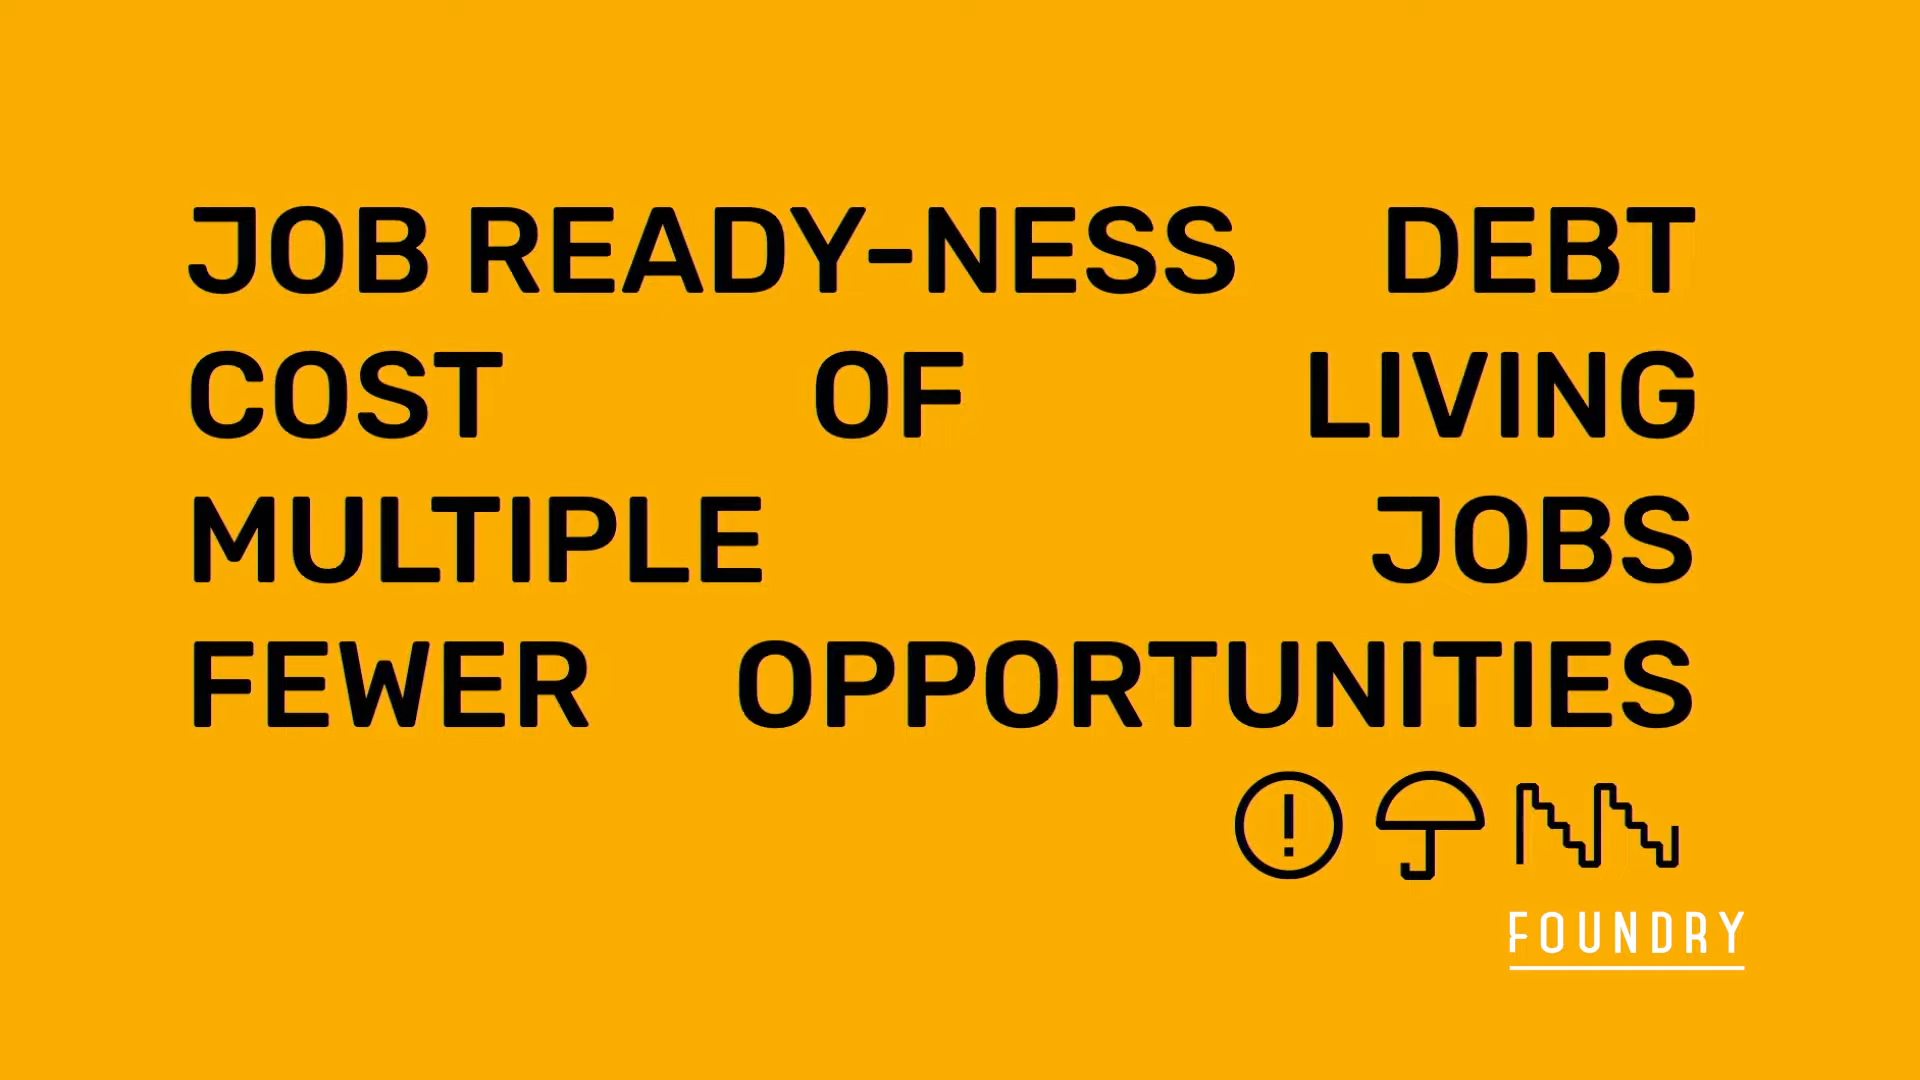 JOB READY-NESS DEBT
COST OF LIVING
MULTIPLE JOBS
FEWER OPPORTUNITIES
FOUNDRY